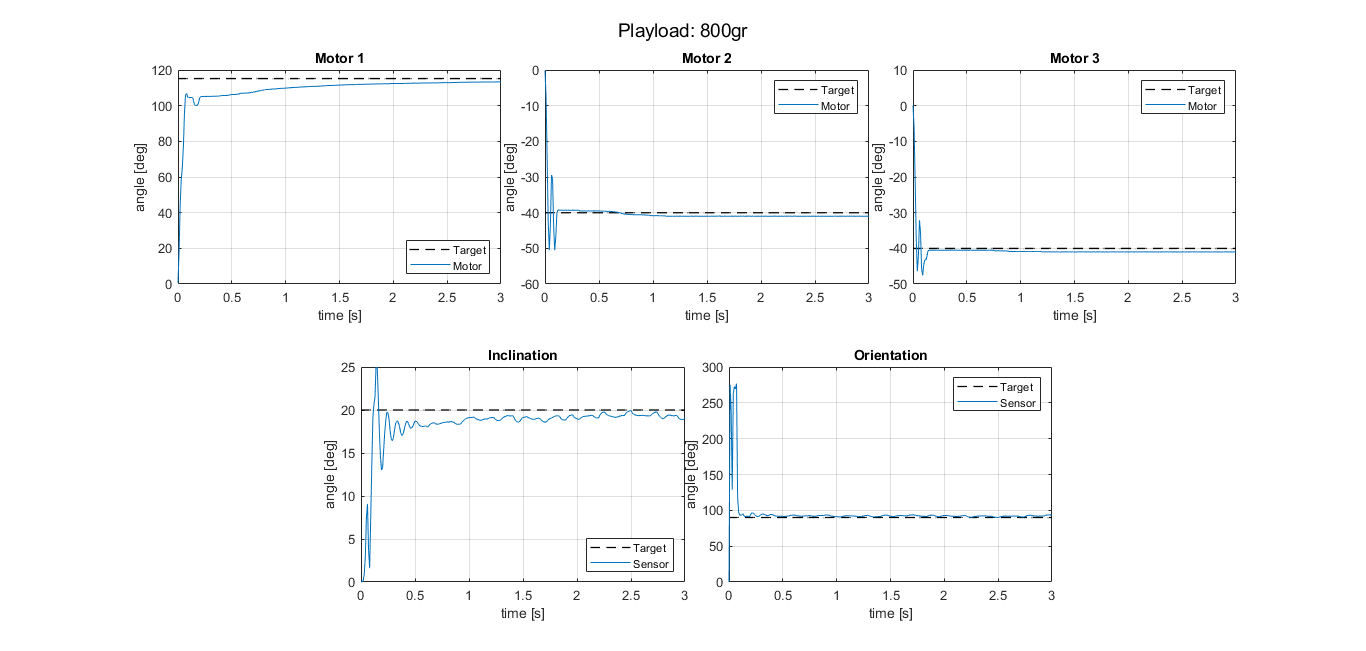 Playload: 800gr
Motor 1
angle [deg]
120
100
80
60
40
20
0
0 0.5 1 1.5 2 2.5 3
time [s]
Target
Motor
Motor 2
angle [deg]
0
-10
-20
-30
-40
-50
-60
0 0.5 1 1.5 2 2.5 3
time [s]
Target
Motor
Motor 3
angle [deg]
10
0
-10
-20
-30
-40
-50
0 0.5 1 1.5 2 2.5 3
time [s]
Target
Motor
Inclination
angle [deg]
25
20
15
10
5
0
0 0.5 1 1.5 2 2.5 3
time [s]
Target
Sensor
Orientation
angle [deg]
300
250
200
150
100
50
0
0 0.5 1 1.5 2 2.5 3
time [s]
Target
Sensor